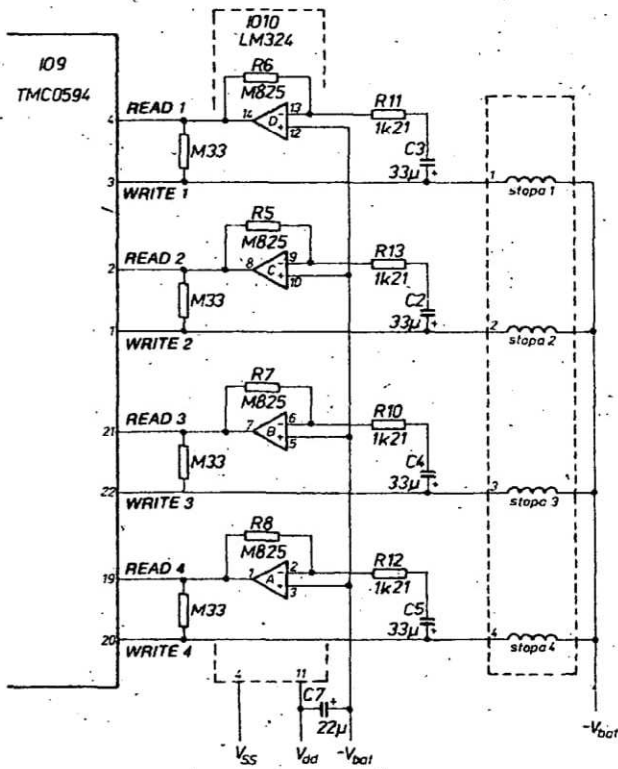 IO10
LM324
IO9
TMC0594
R6
M825
READ 1
4
14
D
-
+
13
12
R11
1k21
C3
33µ
+
M33
3
WRITE 1
1
stopa 1
R5
M825
READ 2
2
8
C
-
+
9
10
R13
1k21
C2
33µ
+
M33
1
WRITE 2
2
stopa 2
R7
M825
READ 3
21
7
B
-
+
6
5
R10
1k21
C4
33µ
+
M33
22
WRITE 3
3
stopa 3
R8
M825
READ 4
19
1
A
-
+
2
3
R12
1k21
C5
33µ
+
M33
20
WRITE 4
4
stopa 4
4
11
C7
+
22µ
VSS
Vdd
-Vbat
-Vbat